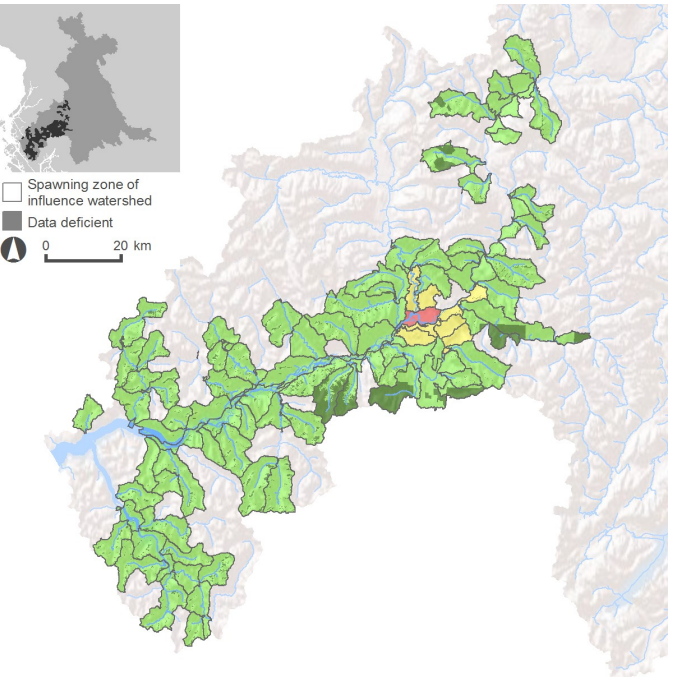 Spawning zone of
influence watershed
Data deficient
0 20 km